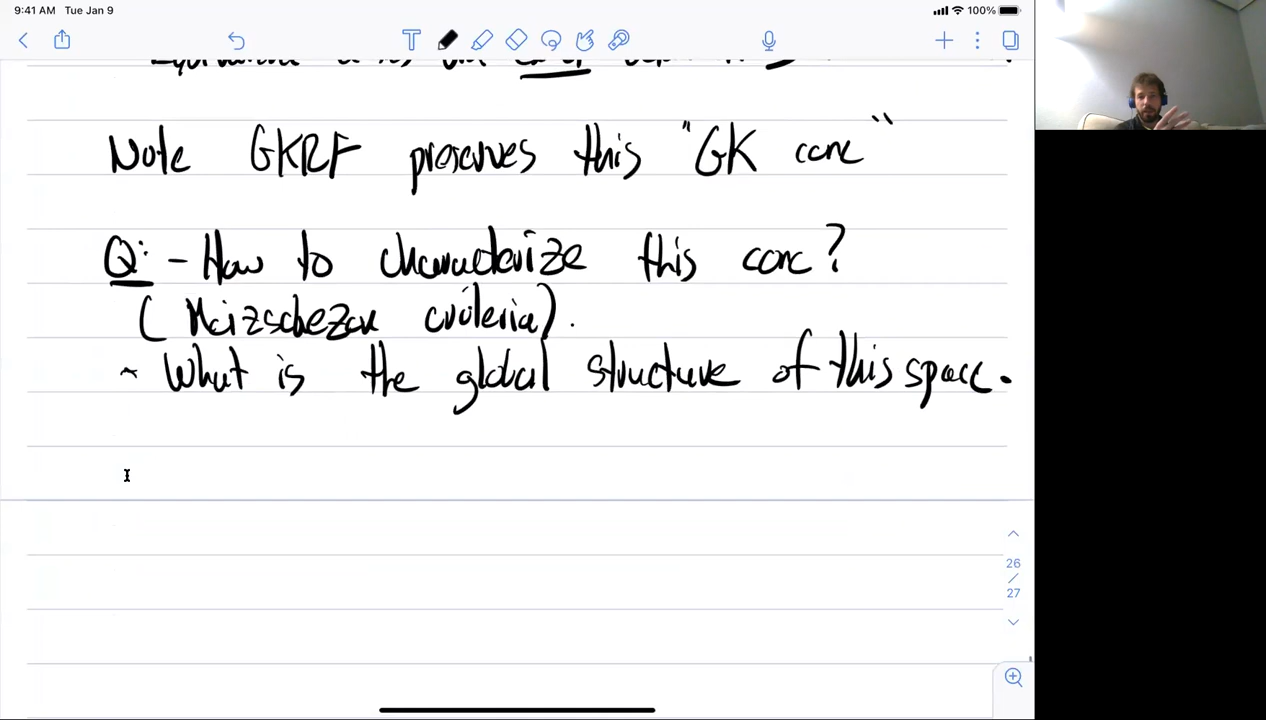 9:41 AM Tue Jan 9
100%
Note GKRF preserves this "GK cone"
Q: - How to characterize this cone?
( criteria).
- What is the global structure of this space.
26
/
27